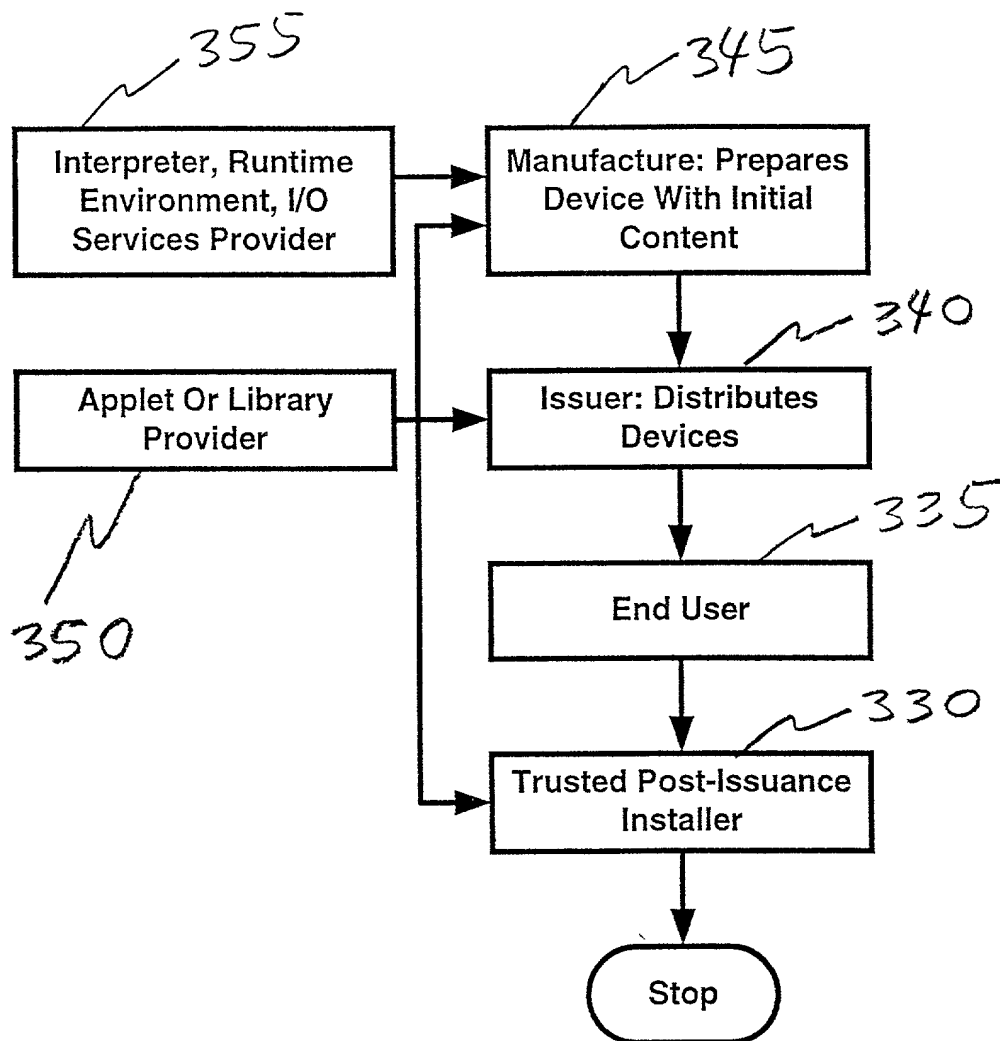 355
345
Interpreter, Runtime
Environment, I/O
Services Provider
Manufacture: Prepares
Device With Initial
Content
340
Applet Or Library
Provider
Issuer: Distributes
Devices
335
End User
350
330
Trusted Post-Issuance
Installer
Stop